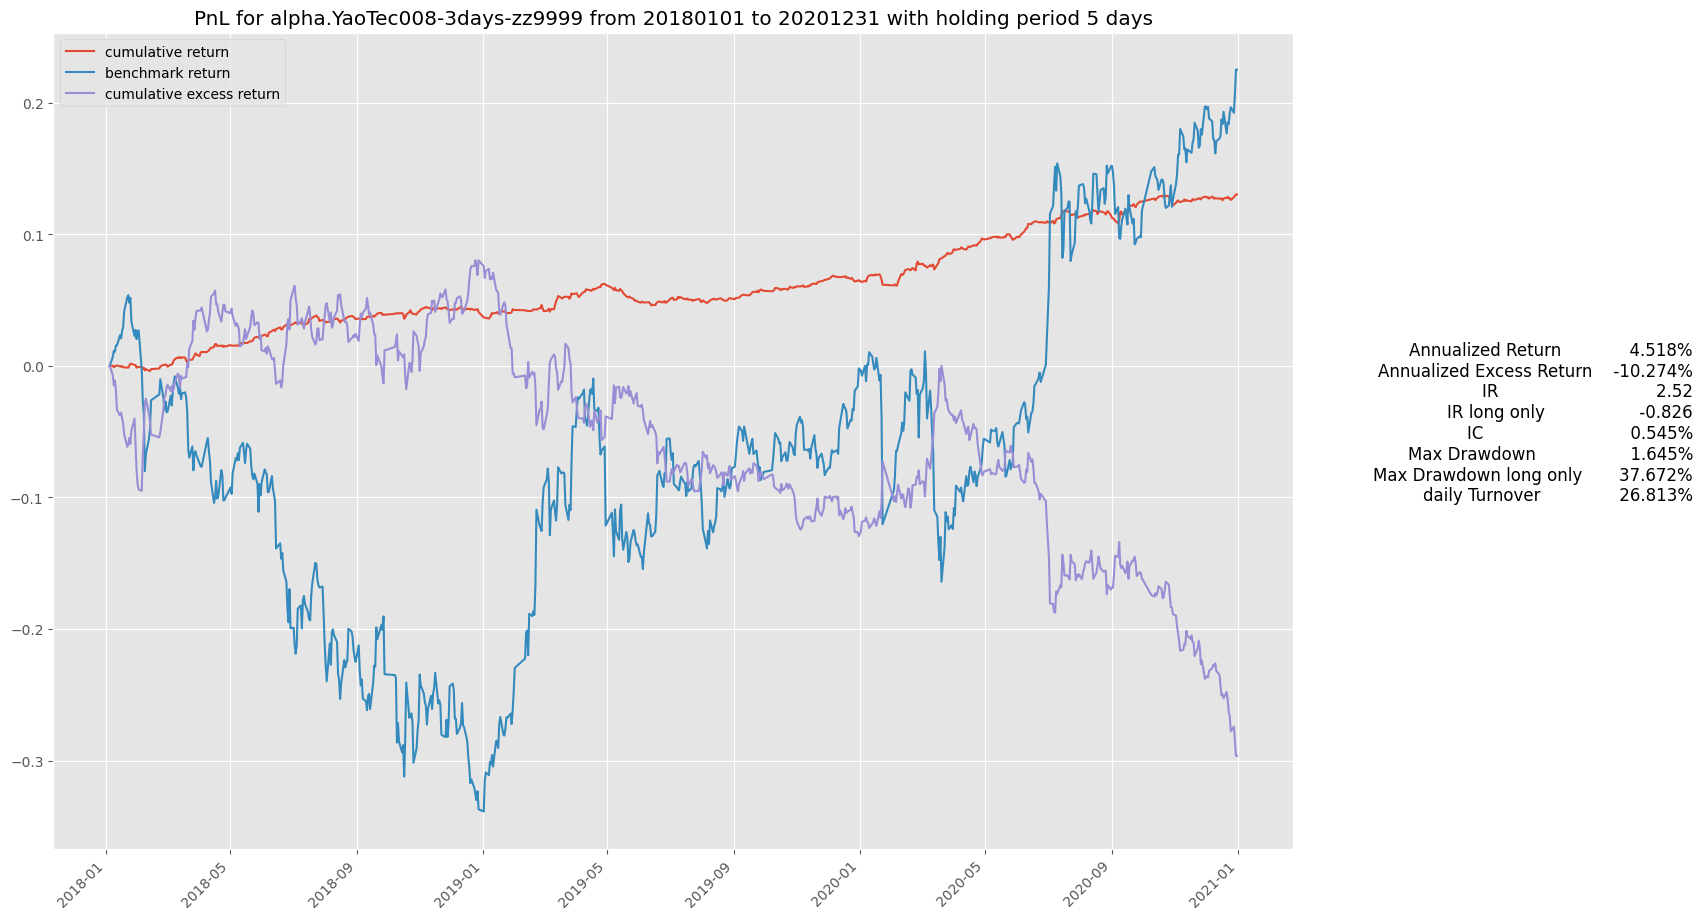 PnL for alpha.YaoTec008-3days-zz9999 from 20180101 to 20201231 with holding period 5 days
cumulative return
benchmark return
cumulative excess return
0.2
0.1
0.0
−0.1
−0.2
−0.3
2018-01
2018-05
2018-09
2019-01
2019-05
2019-09
2020-01
2020-05
2020-09
2021-01
Annualized Return 4.518%
Annualized Excess Return -10.274%
IR 2.52
IR long only -0.826
IC 0.545%
Max Drawdown 1.645%
Max Drawdown long only 37.672%
daily Turnover 26.813%